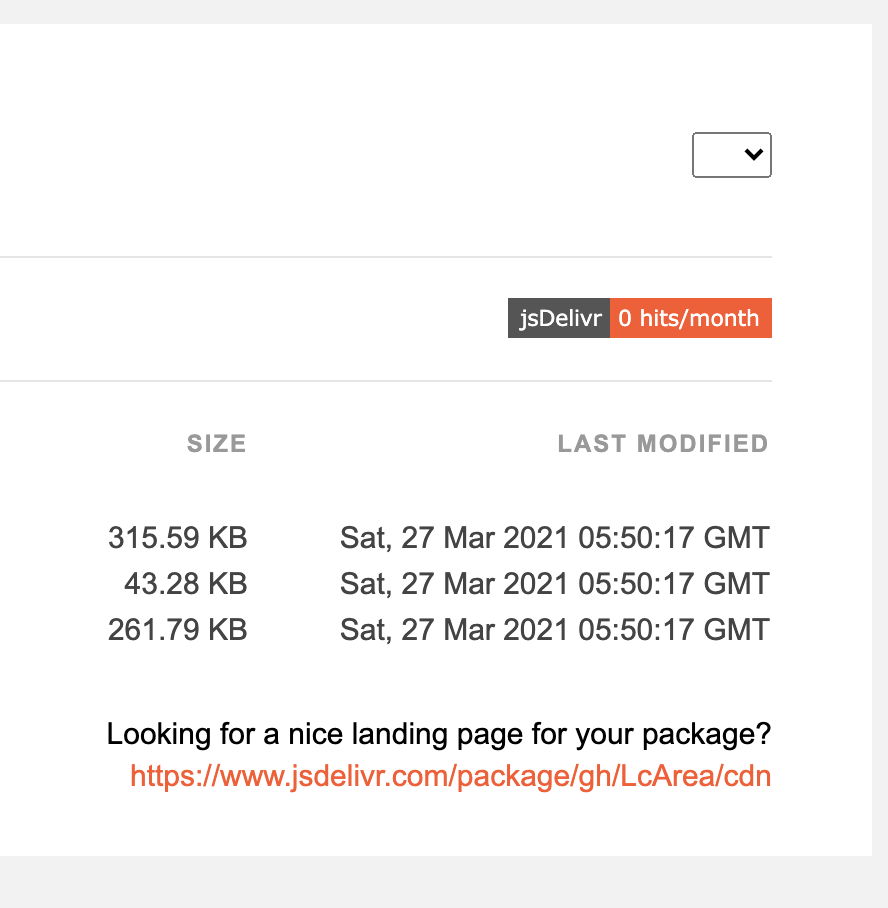 jsDelivr 0 hits/month
SIZE LAST MODIFIED
315.59 KB Sat, 27 Mar 2021 05:50:17 GMT
43.28 KB Sat, 27 Mar 2021 05:50:17 GMT
261.79 KB Sat, 27 Mar 2021 05:50:17 GMT
Looking for a nice landing page for your package?
https://www.jsdelivr.com/package/gh/LcArea/cdn